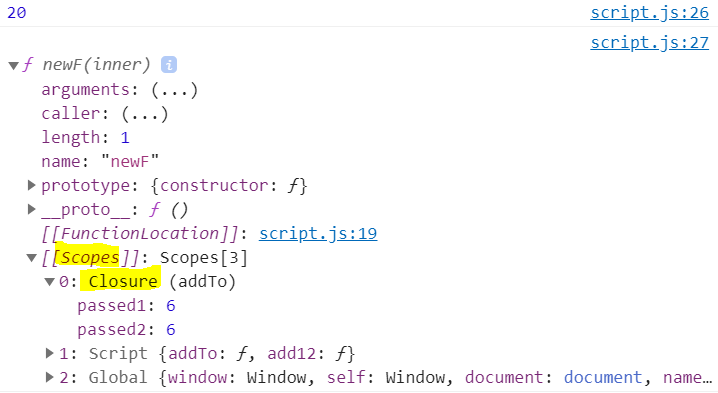 20 script.js:26
script.js:27
▼ƒ newF(inner) i
arguments: (...)
caller: (...)
length: 1
name: "newF"
▶prototype: {constructor: ƒ}
▶__proto__: ƒ ()
[[FunctionLocation]]: script.js:19
▼[[Scopes]]: Scopes[3]
▼0: Closure (addTo)
passed1: 6
passed2: 6
▶1: Script {addTo: ƒ, add12: ƒ}
▶2: Global {window: Window, self: Window, document: document, name…